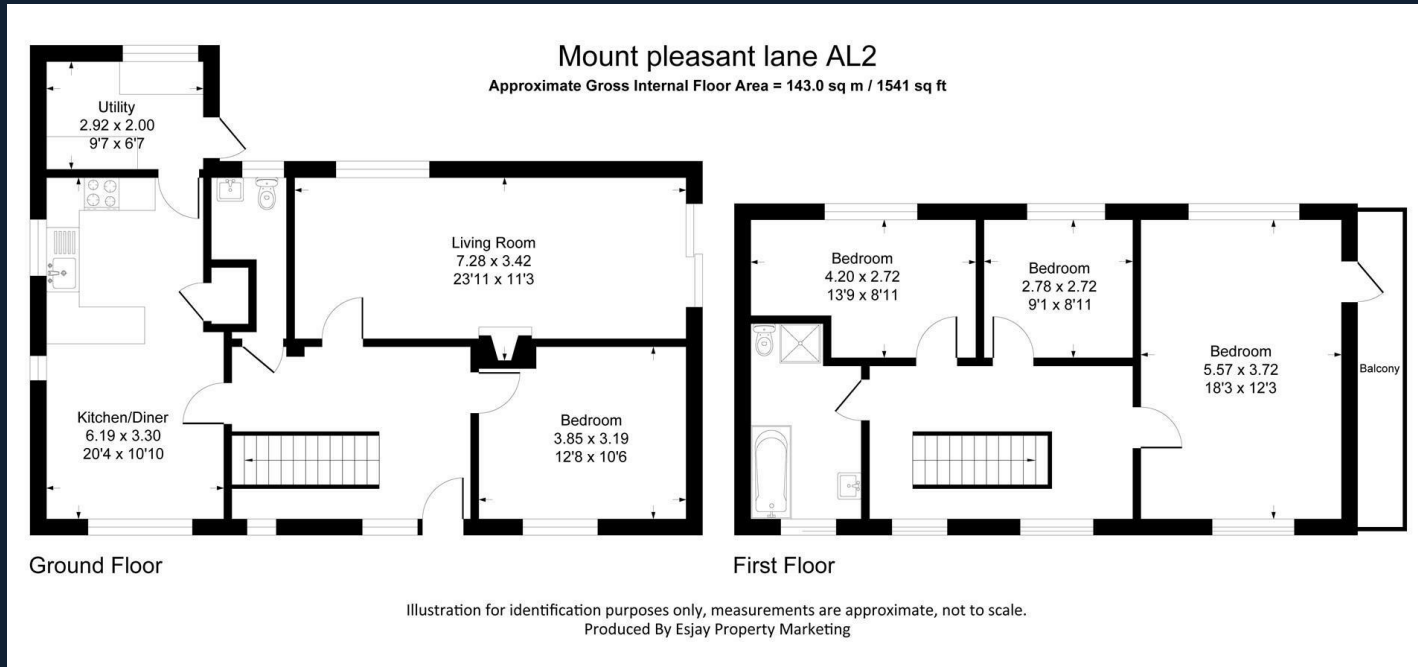 Mount pleasant lane AL2
Approximate Gross Internal Floor Area = 143.0 sq m / 1541 sq ft
Utility
2.92 x 2.00
9'7 x 6'7
Living Room
7.28 x 3.42
23'11 x 11'3
Kitchen/Diner
6.19 x 3.30
20'4 x 10'10
Bedroom
3.85 x 3.19
12'8 x 10'6
Ground Floor
Bedroom
4.20 x 2.72
13'9 x 8'11
Bedroom
2.78 x 2.72
9'1 x 8'11
Bedroom
5.57 x 3.72
18'3 x 12'3
Balcony
First Floor
Illustration for identification purposes only, measurements are approximate, not to scale.
Produced By Esjay Property Marketing